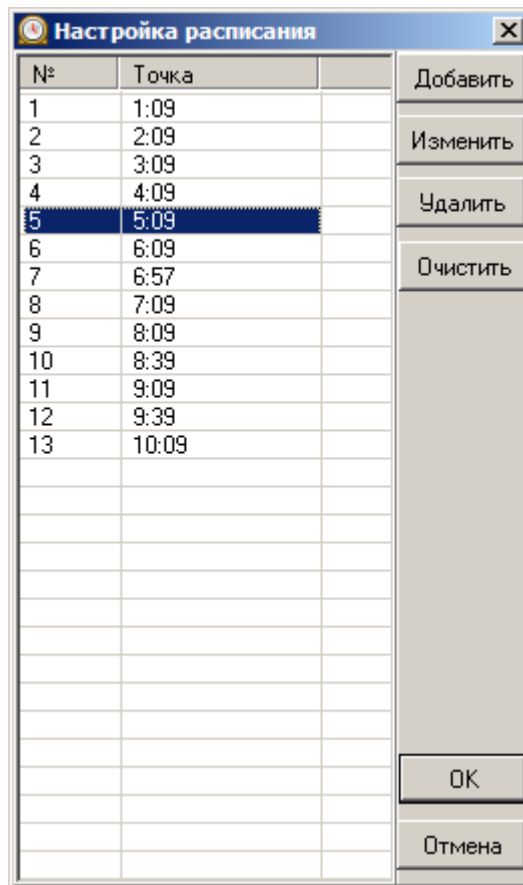 Настройка расписания
№ Точка
1 1:09
2 2:09
3 3:09
4 4:09
5 5:09
6 6:09
7 6:57
8 7:09
9 8:09
10 8:39
11 9:09
12 9:39
13 10:09
Добавить
Изменить
Удалить
Очистить
OK
Отмена